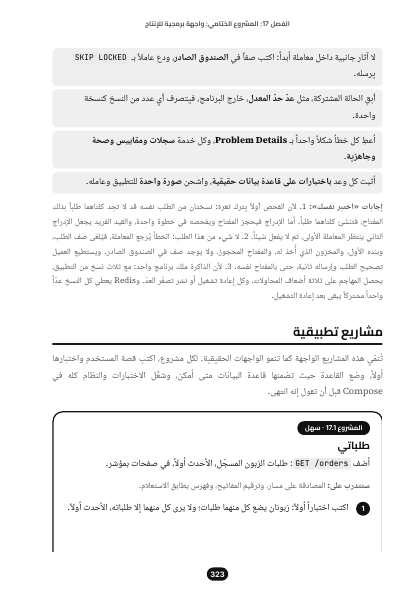 الفصل 17: المشروع الختامي: واجهة برمجية للإنتاج
لا آثار جانبية داخل معاملة أبداً: اكتب صفاً في الصندوق الصادر، ودع عاملاً بـ SKIP LOCKED
يرسله.
أبقِ الحالة المشتركة، مثل عدّ حدّ المعدل، خارج البرنامج، فيتصرف أي عدد من النسخ كنسخة
واحدة.
أعطِ كل خطأ شكلاً واحداً بـ Problem Details، وكل خدمة سجلات ومقاييس وصحة
وجاهزية.
أثبت كل وعد باختبارات على قاعدة بيانات حقيقية، واشحن صورة واحدة للتطبيق وعامله.
إجابات «اختبر نفسك»: 1. لأن الفحص أولاً يترك ثغرة: نسختان من الطلب نفسه قد لا تجد كلتاهما طلباً بذلك
المفتاح، فتنشئ كلتاهما طلباً. أما الإدراج فيحجز المفتاح ويفحصه في خطوة واحدة، والقيد الفريد يجعل الإدراج
الثاني ينتظر المعاملة الأولى، ثم لا يفعل شيئاً. 2. لا شيء من هذا الطلب: الخطأ يُرجع المعاملة، فيُلغى صف الطلب،
وبنده الأول، والمخزون الذي أخذ له، والمفتاح المحجوز، ولا يوجد صف في الصندوق الصادر. ويستطيع العميل
تصحيح الطلب وإرساله ثانية، حتى بالمفتاح نفسه. 3. لأن الذاكرة ملك برنامج واحد: مع ثلاث نسخ من التطبيق،
يحصل المهاجم على ثلاثة أضعاف المحاولات، وكل إعادة تشغيل أو نشر تصفر العدّ. وRedis يعطي كل النسخ عدّاً
واحداً مشتركاً يبقى بعد إعادة التشغيل.
مشاريع تطبيقية
تُنمّي هذه المشاريع الواجهة كما تنمو الواجهات الحقيقية. لكل مشروع، اكتب قصة المستخدم واختبارها
أولاً، وضع القاعدة حيث تضمنها قاعدة البيانات متى أمكن، وشغّل الاختبارات والنظام كله في
Compose قبل أن تقول إنه انتهى.
المشروع 17.1 · سهل
طلباتي
أضف GET /orders: طلبات الزبون المسجّل، الأحدث أولاً، في صفحات بمؤشر.
ستتدرب على: المصادقة على مسار، وترقيم المفاتيح، وفهرس يطابق الاستعلام.
1 اكتب اختباراً أولاً: زبونان يضع كل منهما طلبات؛ ولا يرى كل منهما إلا طلباته، الأحدث أولاً.
323